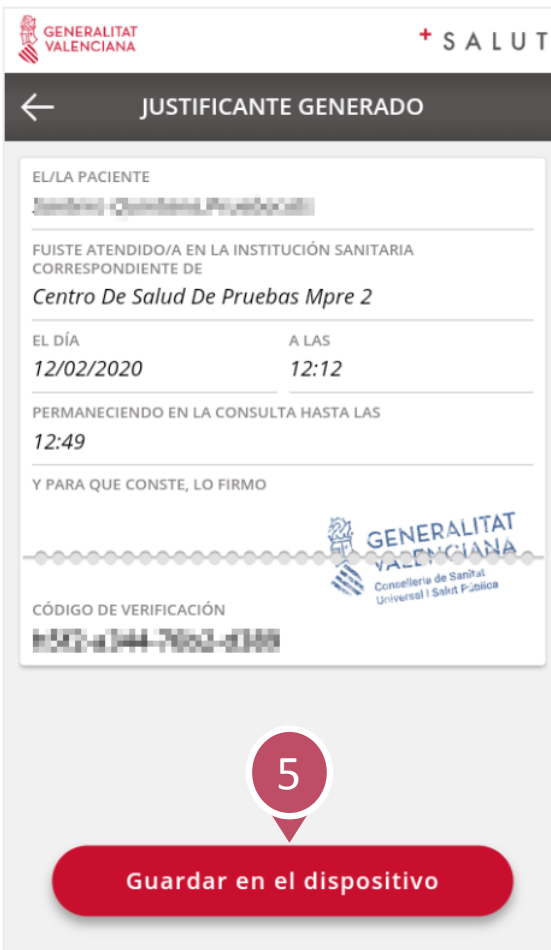 GENERALITAT
VALENCIANA
+ SALUT
JUSTIFICANTE GENERADO
EL/LA PACIENTE
FUISTE ATENDIDO/A EN LA INSTITUCIÓN SANITARIA
CORRESPONDIENTE DE
Centro De Salud De Pruebas Mpre 2
EL DÍA A LAS
12/02/2020 12:12
PERMANECIENDO EN LA CONSULTA HASTA LAS
12:49
Y PARA QUE CONSTE, LO FIRMO
GENERALITAT
VALENCIANA
Conselleria de Sanitat
Universal i Salut Pública
CÓDIGO DE VERIFICACIÓN
5
Guardar en el dispositivo